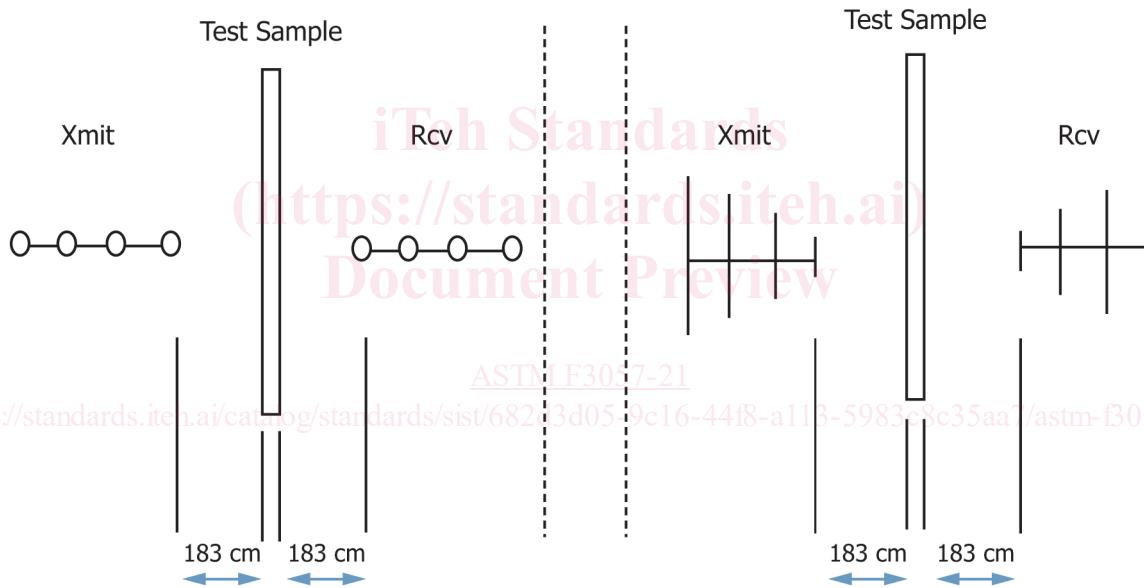 Test Sample
Test Sample
Xmit
Rcv
Xmit
Rcv
iTeh Standards
(https://standards.iteh.ai)
Document Preview
ASTM F3057-21
183 cm
183 cm
183 cm
183 cm